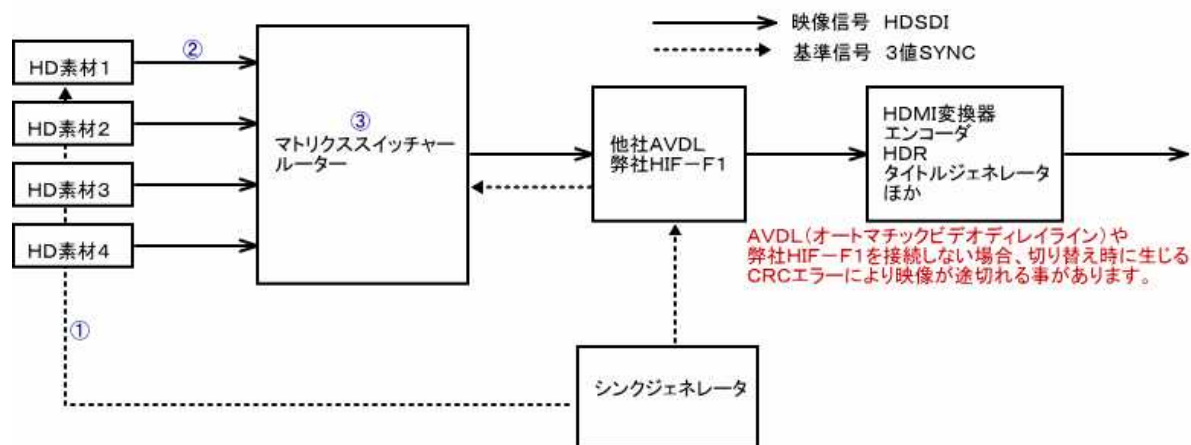 映像信号 HDSDI
基準信号 3値SYNC
HD素材1
HD素材2
HD素材3
HD素材4
②
③
マトリクススイッチャー
ルーター
他社AVDL
弊社HIF-F1
HDMI変換器
エンコーダ
HDR
タイトルジェネレータ
ほか
AVDL(オートマチックビデオディレイライン)や
弊社HIF-F1を接続しない場合、切り替え時に生じる
CRCエラーにより映像が途切れる事があります。
①
シンクジェネレータ